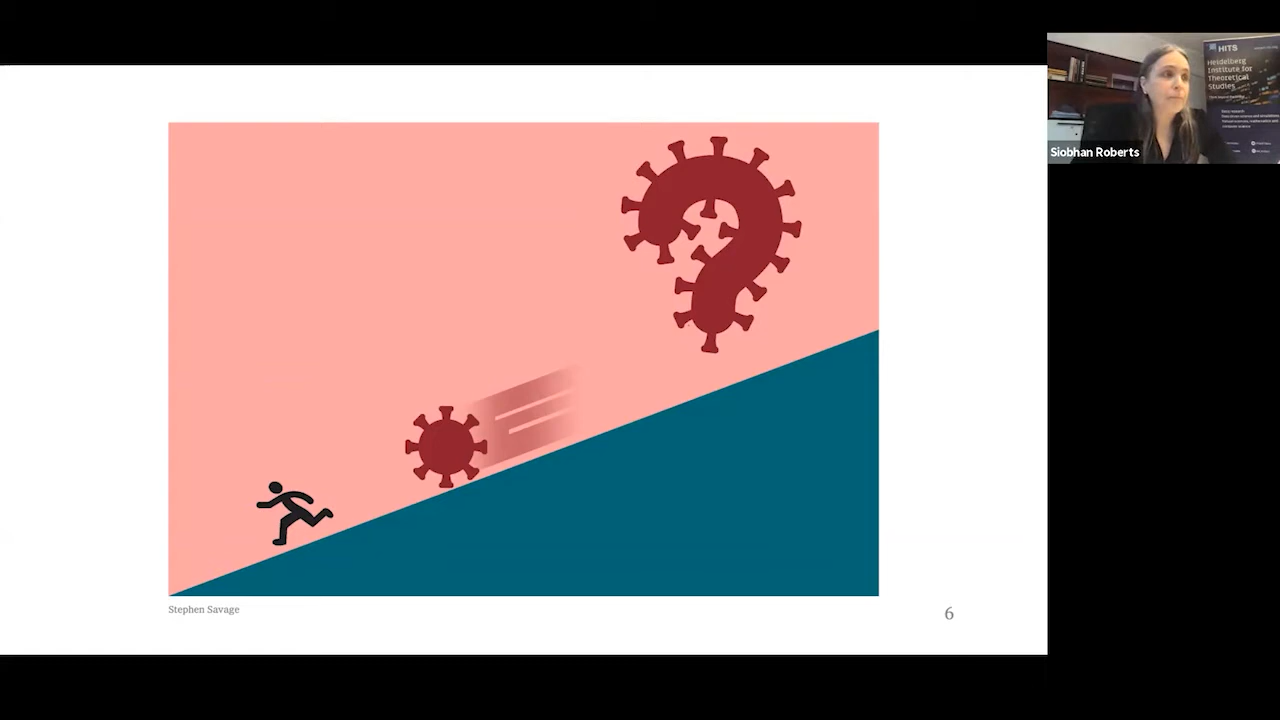 HITS
Heidelberg
Institute for
Theoretical
Studies
Siobhan Roberts
Stephen Savage
6